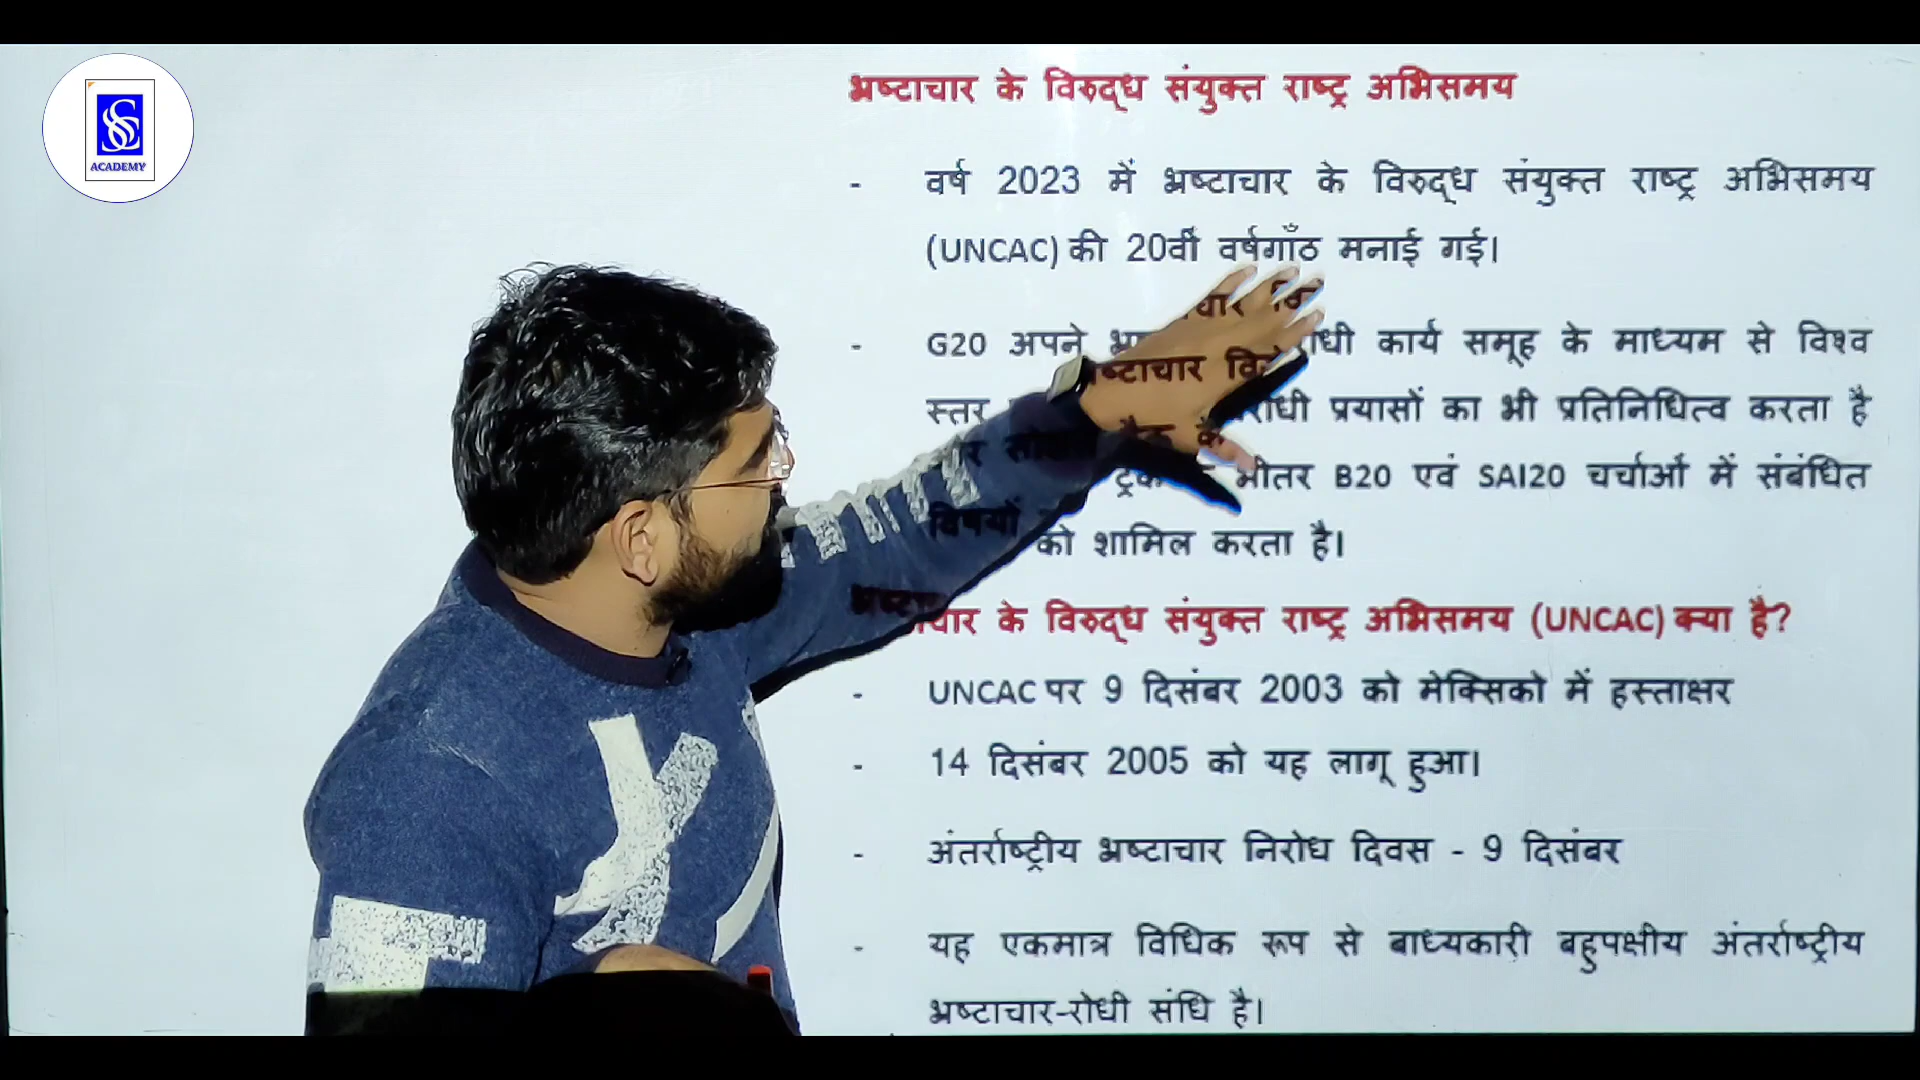 SSC
ACADEMY
भ्रष्टाचार के विरुद्ध संयुक्त राष्ट्र अभिसमय
- वर्ष 2023 में भ्रष्टाचार के विरुद्ध संयुक्त राष्ट्र अभिसमय
(UNCAC) की 20वीं वर्षगाँठ मनाई गई।
- G20 अपने कार्य समूह के माध्यम से विश्व
स्तर प्रयासों का भी प्रतिनिधित्व करता है
भीतर B20 एवं SAI20 चर्चाओं में संबंधित
विषयों को शामिल करता है।
भ्रष्टाचार के विरुद्ध संयुक्त राष्ट्र अभिसमय (UNCAC) क्या है?
- UNCAC पर 9 दिसंबर 2003 को मेक्सिको में हस्ताक्षर
- 14 दिसंबर 2005 को यह लागू हुआ।
- अंतर्राष्ट्रीय भ्रष्टाचार निरोध दिवस - 9 दिसंबर
- यह एकमात्र विधिक रूप से बाध्यकारी बहुपक्षीय अंतर्राष्ट्रीय
भ्रष्टाचार-रोधी संधि है।